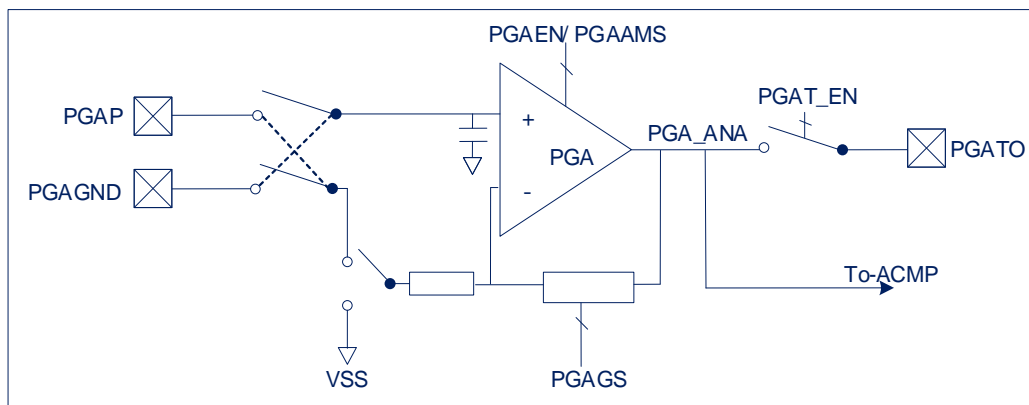 PGAEN/ PGAAMS
PGAP
PGAT_EN
+
PGA_ANA
PGA
PGATO
PGAGND
-
To-ACMP
VSS
PGAGS